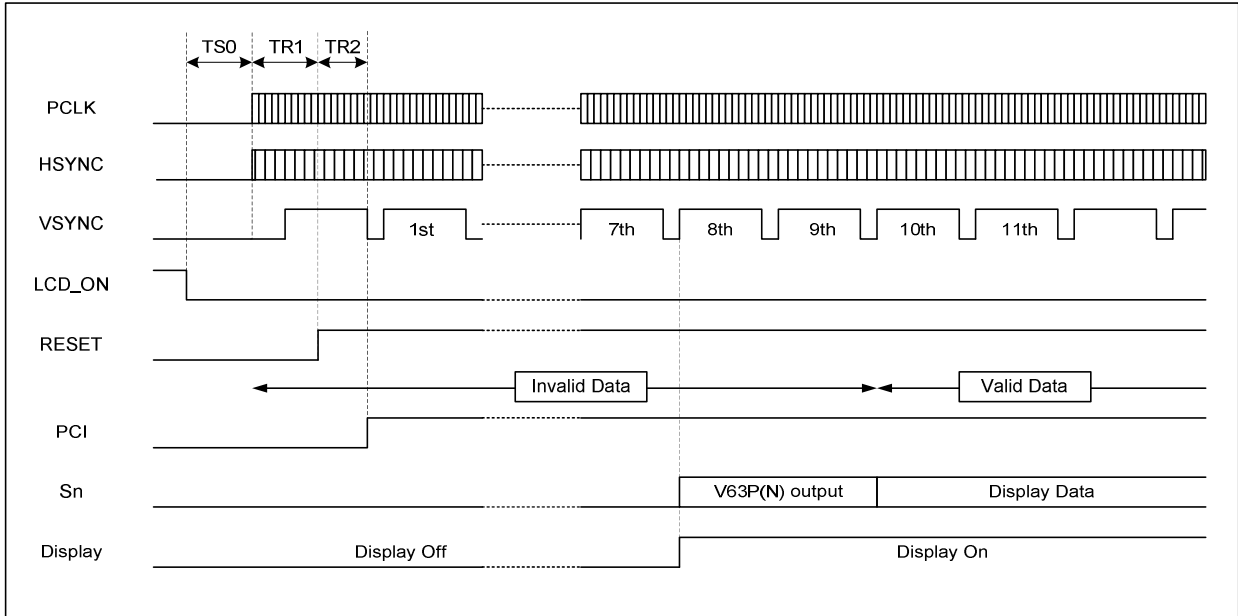 TS0 TR1 TR2
PCLK
HSYNC
VSYNC 1st 7th 8th 9th 10th 11th
LCD_ON
RESET
Invalid Data Valid Data
PCI
Sn V63P(N) output Display Data
Display Display Off Display On